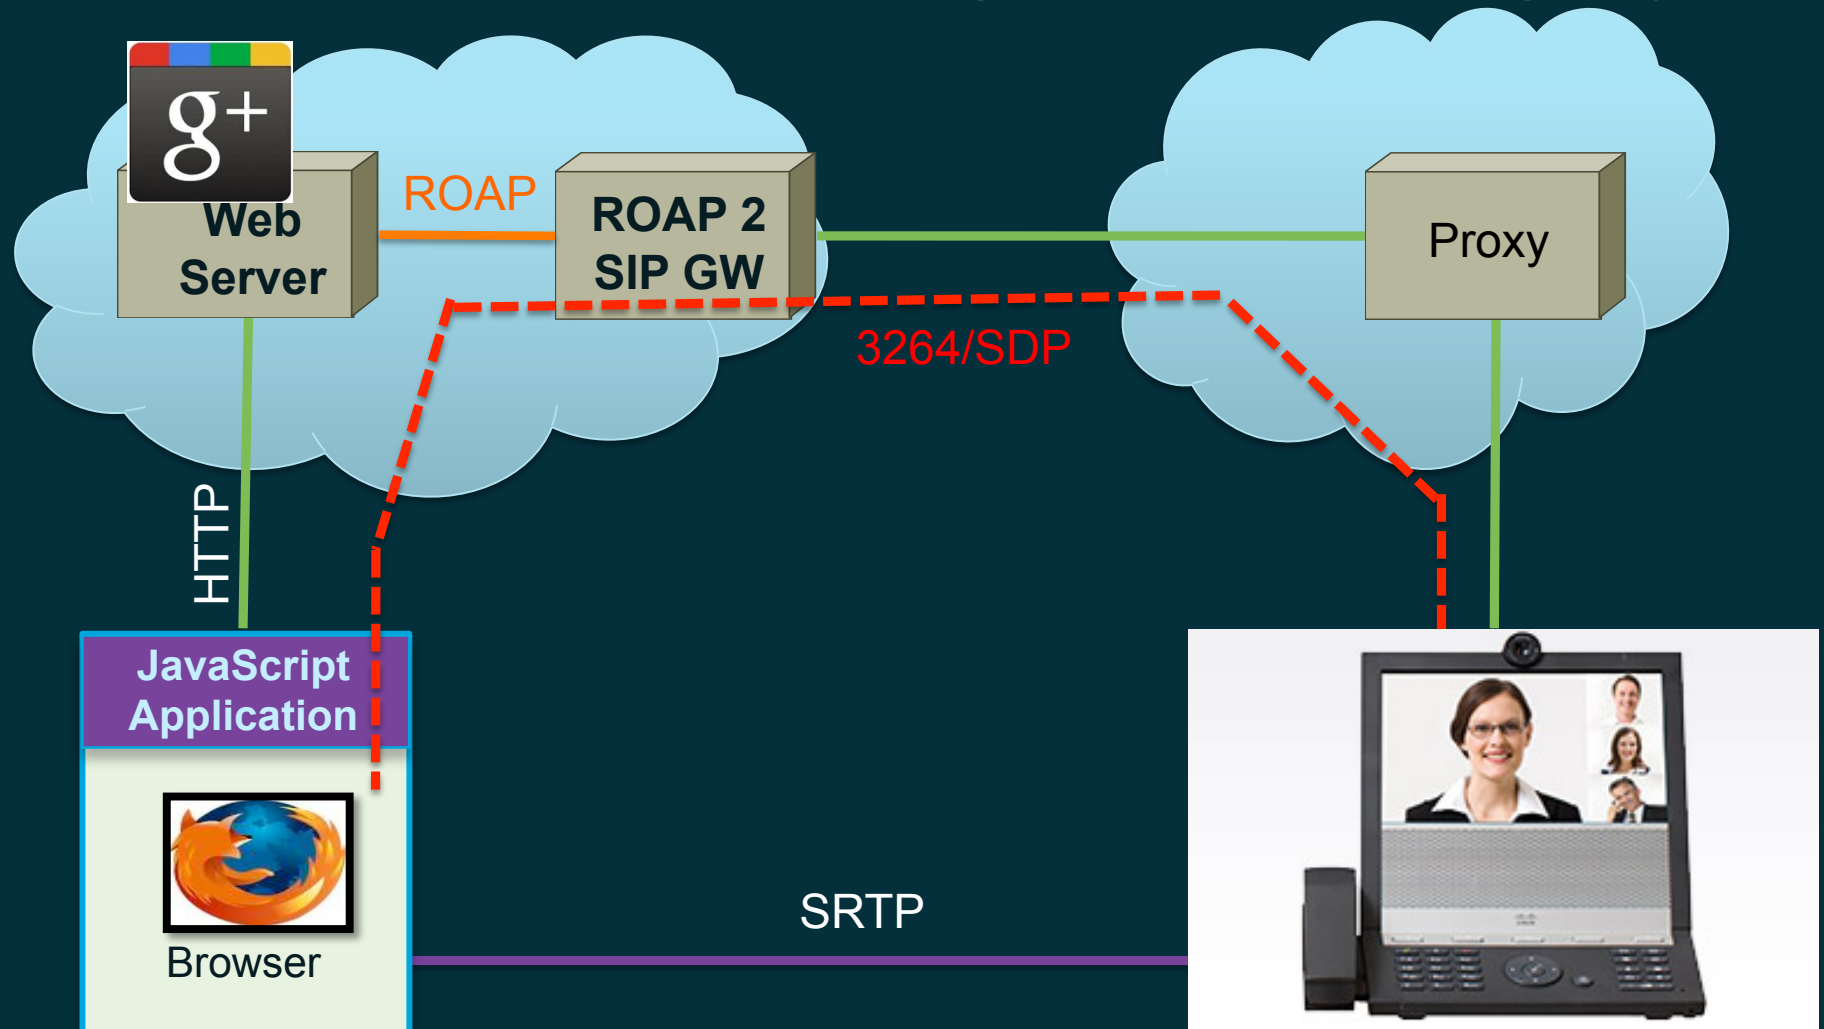 g+
Web
Server
ROAP
ROAP 2
SIP GW
Proxy
3264/SDP
HTTP
JavaScript
Application
Browser
SRTP